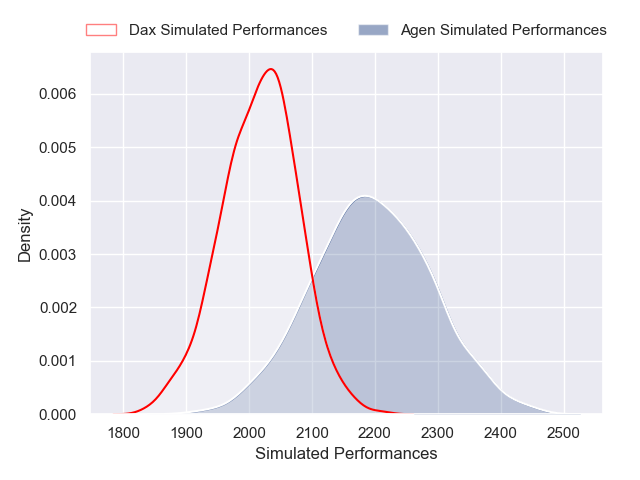 Dax Simulated Performances Agen Simulated Performances
0.006
0.005
0.004
0.003
0.002
0.001
0.000
Density
1800 1900 2000 2100 2200 2300 2400 2500
Simulated Performances